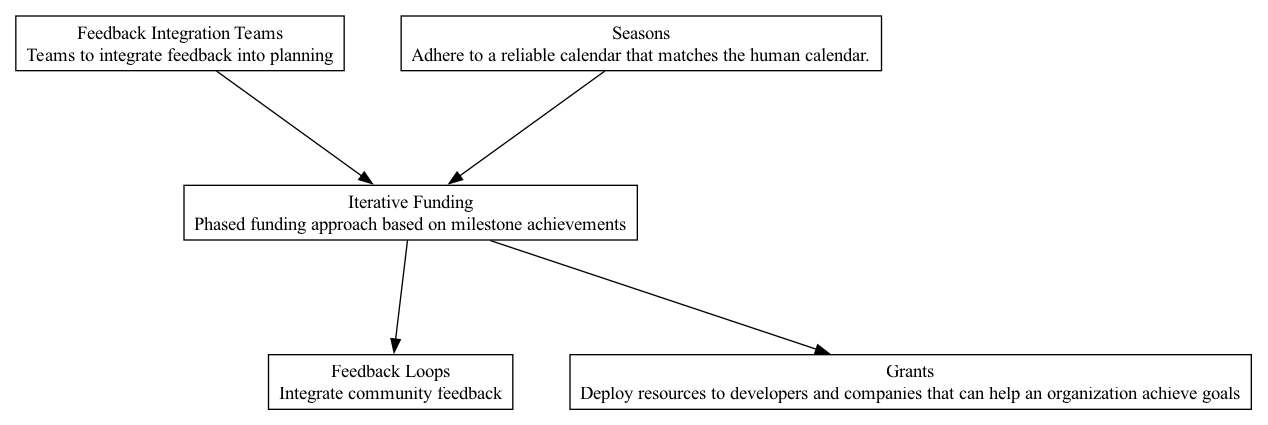 Feedback Integration Teams
Teams to integrate feedback into planning
Seasons
Adhere to a reliable calendar that matches the human calendar.
Iterative Funding
Phased funding approach based on milestone achievements
Feedback Loops
Integrate community feedback
Grants
Deploy resources to developers and companies that can help an organization achieve goals